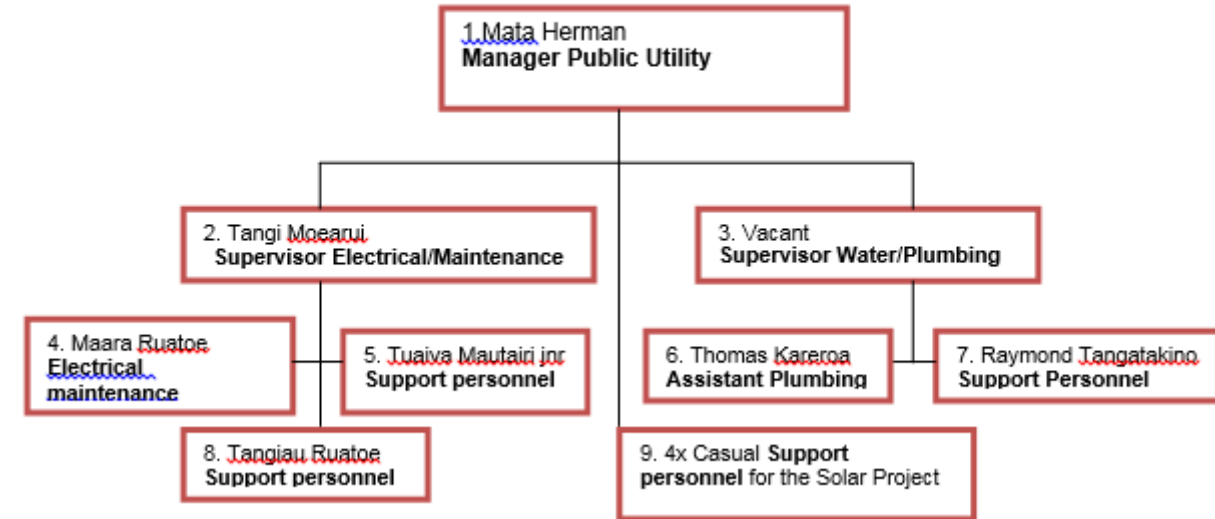 1.Mata Herman
Manager Public Utility
2. Tangi Moearui
Supervisor Electrical/Maintenance
3. Vacant
Supervisor Water/Plumbing
4. Maara Ruatoe
Electrical
maintenance
5. Tuaiva Mautairi jnr
Support personnel
6. Thomas Kareroa
Assistant Plumbing
7. Raymond Tangatakino
Support Personnel
8. Tangiau Ruatoe
Support personnel
9. 4x Casual Support
personnel for the Solar Project